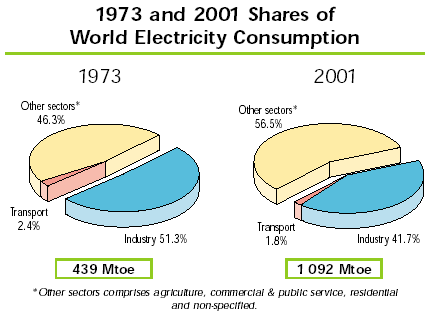 1973 and 2001 Shares of
World Electricity Consumption
1973
Other sectors*
46.3%
Transport
2.4%
Industry 51.3%
439 Mtoe
2001
Other sectors*
56.5%
Transport
1.8%
Industry 41.7%
1 092 Mtoe
*Other sectors comprises agriculture, commercial & public service, residential
and non-specified.